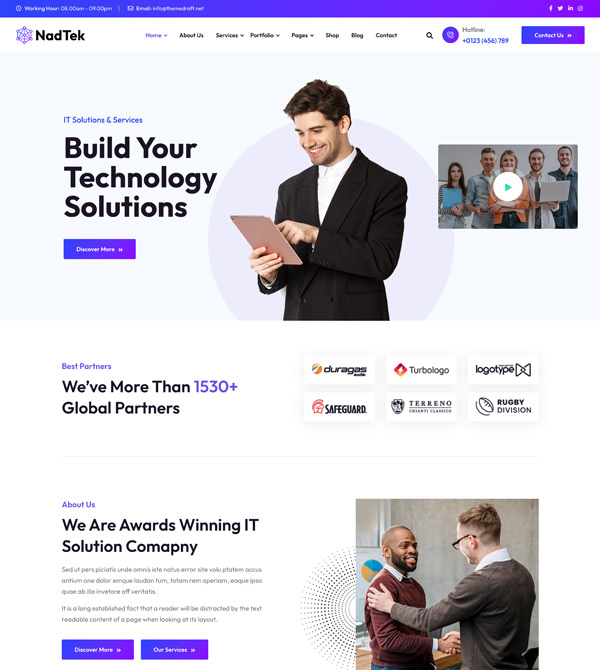 Working Hour: 08.00am - 09.00pm
Email: info@themedraft.net
NadTek
Home
About Us
Services
Portfolio
Pages
Shop
Blog
Contact
Hotline:
+0123 (456) 789
Contact Us
IT Solutions & Services
Build Your
Technology
Solutions
Discover More
Best Partners
We've More Than 1530+
Global Partners
duragas
Turbologo
logotype
SAFEGUARD.
TERRENO
CHIANTI CLASSICO
RUGBY
DIVISION
About Us
We Are Awards Winning IT
Solution Comapny
Sed ut pers piciatis unde omnis iste natus error site volu ptatem accus
antium one dolor emque laudan tum, totam rem aperiam, eaque ipsa
quae ab illo invetore off veritatis.
It is a long established fact that a reader will be distracted by the text
readable content of a page when looking at its layout.
Discover More
Our Services